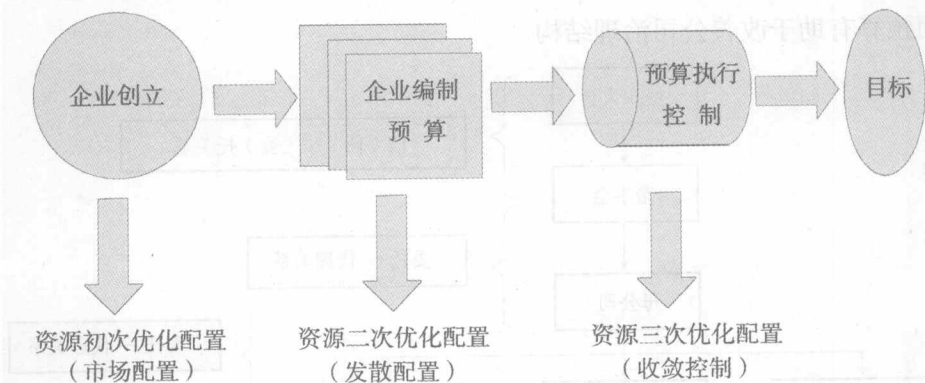 企业创立
企业编制
预 算
预算执行
控 制
目标
资源初次优化配置
（市场配置）
资源二次优化配置
（发散配置）
资源三次优化配置
（收敛控制）